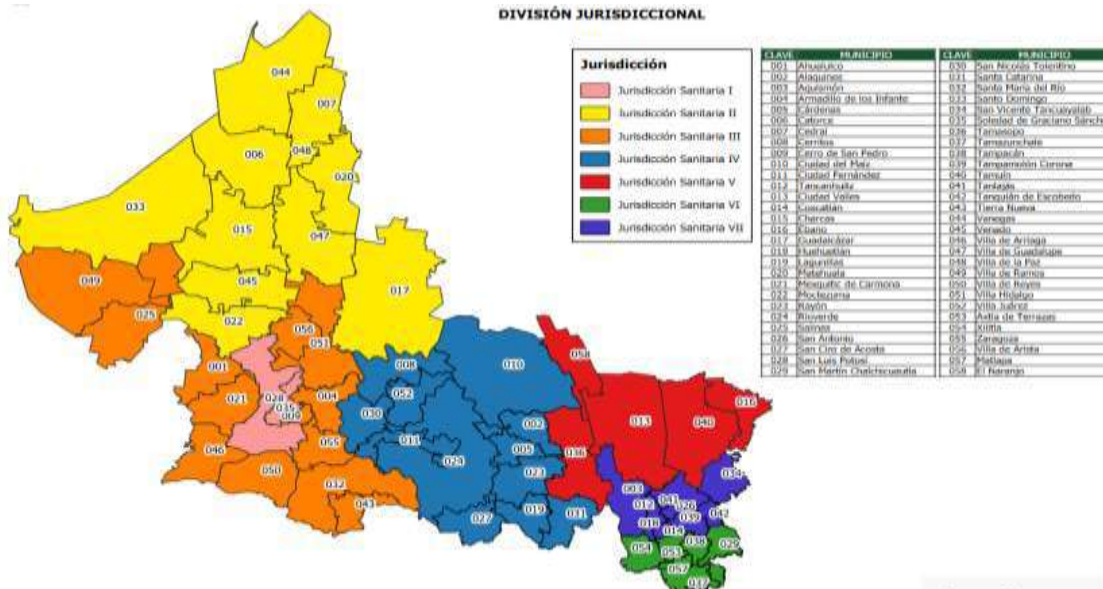 DIVISIÓN JURISDICCIONAL
Jurisdicción
Jurisdicción Sanitaria I
Jurisdicción Sanitaria II
Jurisdicción Sanitaria III
Jurisdicción Sanitaria IV
Jurisdicción Sanitaria V
Jurisdicción Sanitaria VI
Jurisdicción Sanitaria VII
CLAVE MUNICIPIO CLAVE MUNICIPIO
001 Ahualulco 030 San Nicolás Tolentino
002 Alaquines 031 Santa Catarina
003 Aquismón 032 Santa María del Río
004 Armadillo de los Infante 033 Santo Domingo
005 Cárdenas 034 San Vicente Tancuayalab
006 Catorce 035 Soledad de Graciano Sánch
007 Cedral 036 Tamasopo
008 Cerritos 037 Tamazunchale
009 Cerro de San Pedro 038 Tampacán
010 Ciudad del Maíz 039 Tampamolón Corona
011 Ciudad Fernández 040 Tamuín
012 Tancanhuitz 041 Tanlajás
013 Ciudad Valles 042 Tanquián de Escobedo
014 Coxcatlán 043 Tierra Nueva
015 Charcas 044 Vanegas
016 Ebano 045 Venado
017 Guadalcázar 046 Villa de Arriaga
018 Huehuetlán 047 Villa de Guadalupe
019 Lagunillas 048 Villa de la Paz
020 Matehuala 049 Villa de Ramos
021 Mexquitic de Carmona 050 Villa de Reyes
022 Moctezuma 051 Villa Hidalgo
023 Rayón 052 Villa Juárez
024 Rioverde 053 Axtla de Terrazas
025 Salinas 054 Xilitla
026 San Antonio 055 Zaragoza
027 San Ciro de Acosta 056 Villa de Arista
028 San Luis Potosí 057 Matlapa
029 San Martín Chalchicuautla 058 El Naranjo
044
007
006
048
020
033
015
047
049
045
017
025
022
056
051
001
008
010
058
028
021
004
052
016
035
009
030
013
040
002
011
055
046
024
005
036
050
023
034
032
003
041
043
012
026
019
031
027
039
042
018
014
038
029
054
053
057
037